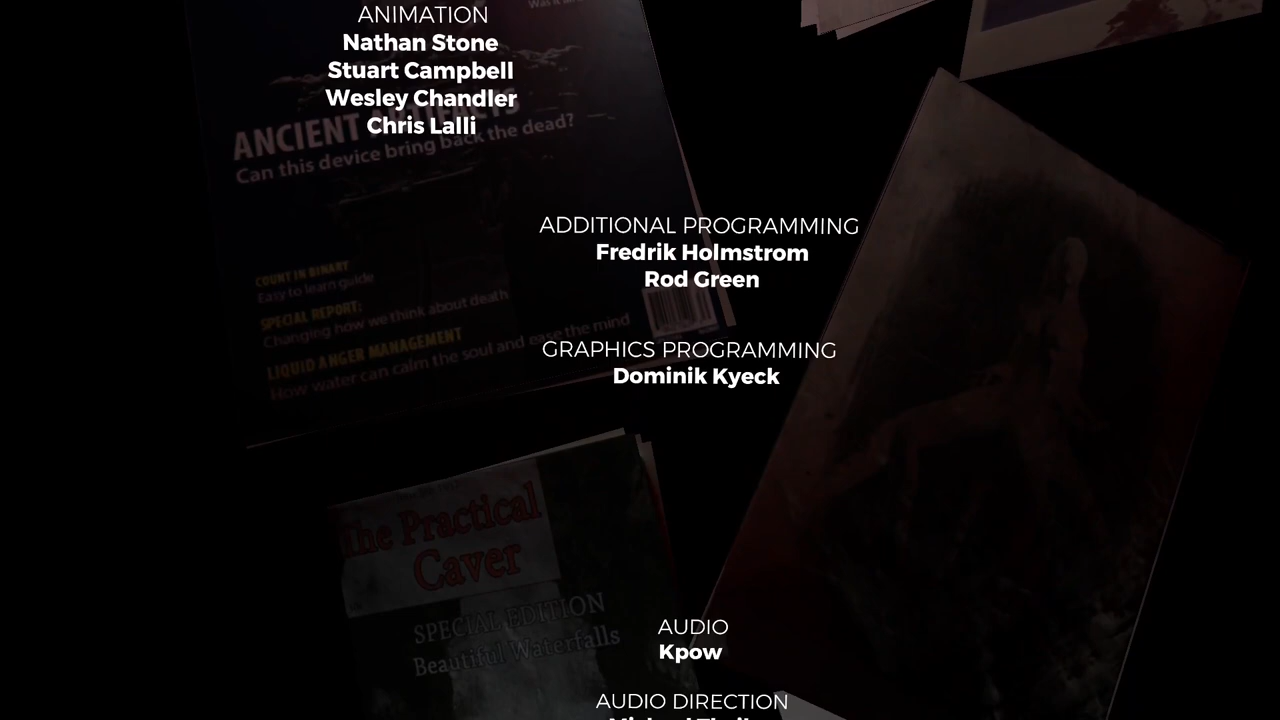 ANIMATION
Nathan Stone
Stuart Campbell
Wesley Chandler
Chris Lalli
ANCIENT ARTIFACTS
Can this device bring back the dead?
ADDITIONAL PROGRAMMING
Fredrik Holmstrom
Rod Green
COUNT IN BINARY
Easy to learn guide
SPECIAL REPORT:
Changing how we think about death
LIQUID ANGER MANAGEMENT
How water can calm the soul and ease the mind
GRAPHICS PROGRAMMING
Dominik Kyeck
The Practical
Caver
SPECIAL EDITION
Beautiful Waterfalls
AUDIO
Kpow
AUDIO DIRECTION